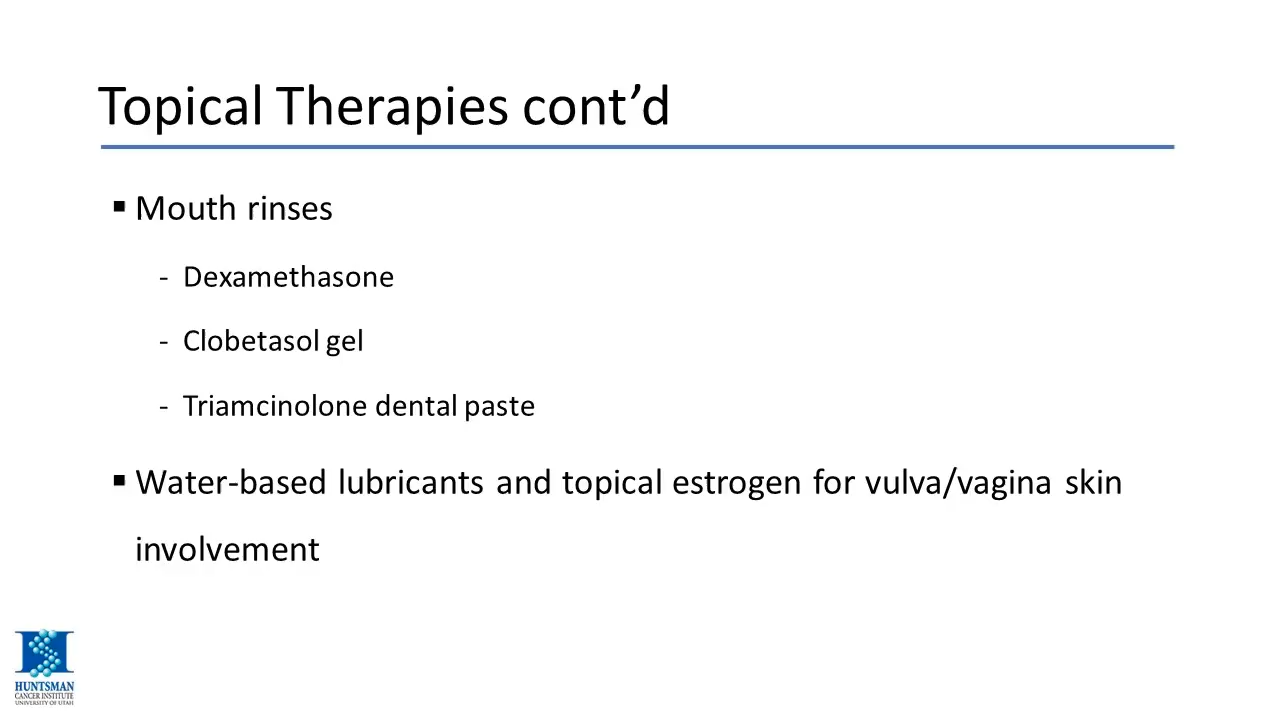 Topical Therapies cont’d
▪ Mouth rinses
- Dexamethasone
- Clobetasol gel
- Triamcinolone dental paste
▪ Water-based lubricants and topical estrogen for vulva/vagina skin
involvement
HUNTSMAN
CANCER INSTITUTE
UNIVERSITY OF UTAH